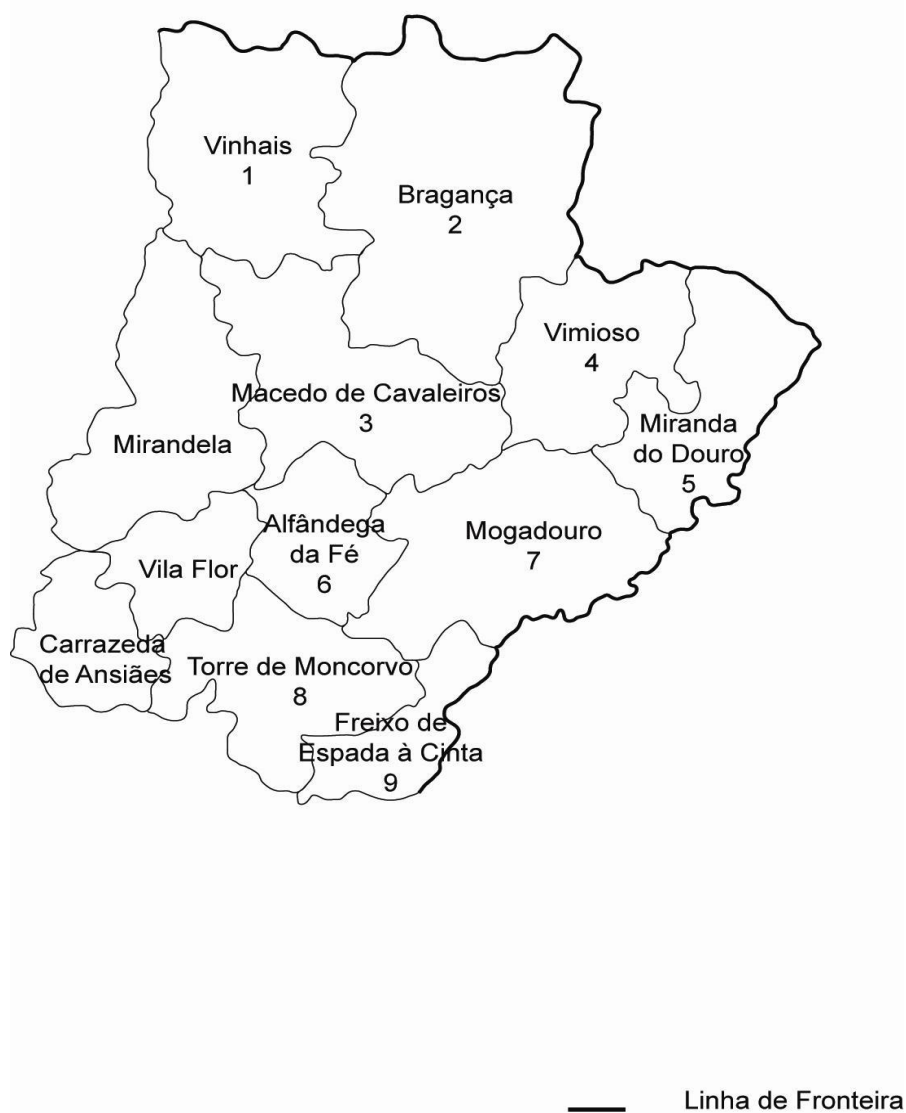 Vinhais
1
Bragança
2
Vimioso
4
Macedo de Cavaleiros
3
Miranda
do Douro
5
Mirandela
Alfândega
da Fé
6
Mogadouro
7
Vila Flor
Carrazeda
de Ansiães
Torre de Moncorvo
8
Freixo de
Espada à Cinta
9
Linha de Fronteira